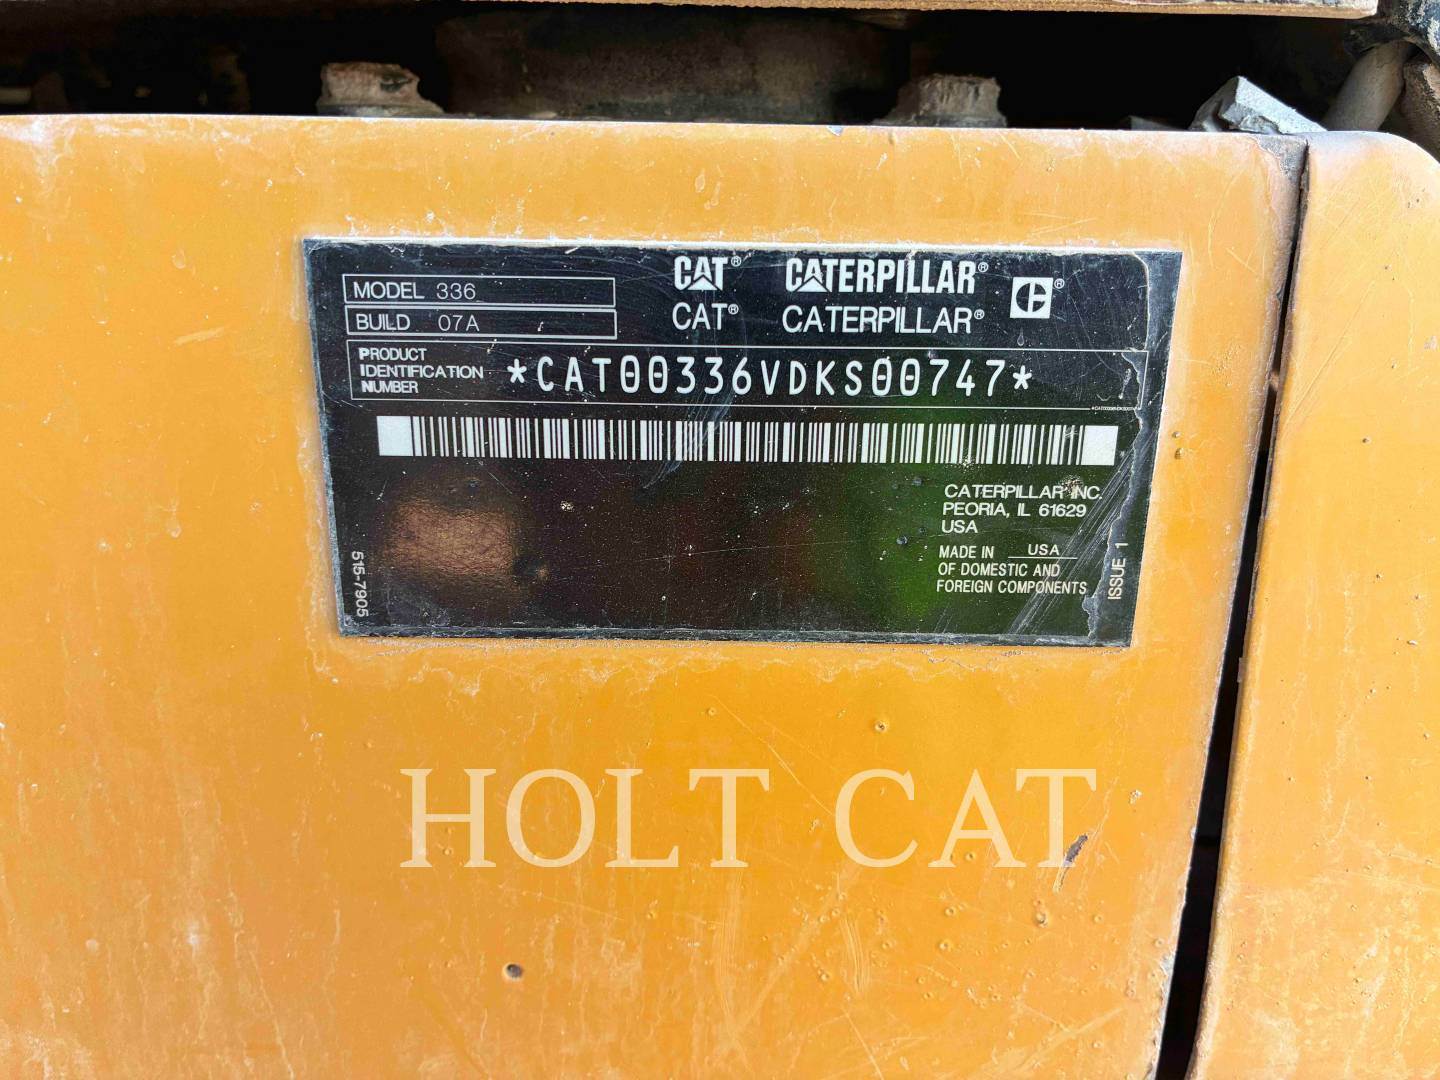 CAT® CATERPILLAR® C®
CAT® CATERPILLAR®
MODEL 336
BUILD 07A
PRODUCT IDENTIFICATION NUMBER *CAT00336VDKS00747*
CATERPILLAR INC.
PEORIA, IL 61629
USA
MADE IN USA
OF DOMESTIC AND
FOREIGN COMPONENTS
515-7905
ISSUE 1
HOLT CAT